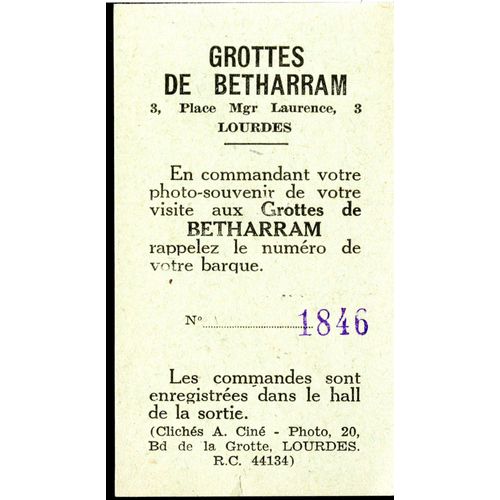 GROTTES
DE BETHARRAM
3, Place Mgr Laurence, 3
LOURDES
En commandant votre
photo-souvenir de votre
visite aux Grottes de
BETHARRAM
rappelez le numéro de
votre barque.
N° 1846
Les commandes sont
enregistrées dans le hall
de la sortie.
(Clichés A. Ciné - Photo, 20,
Bd de la Grotte, LOURDES.
R.C. 44134)